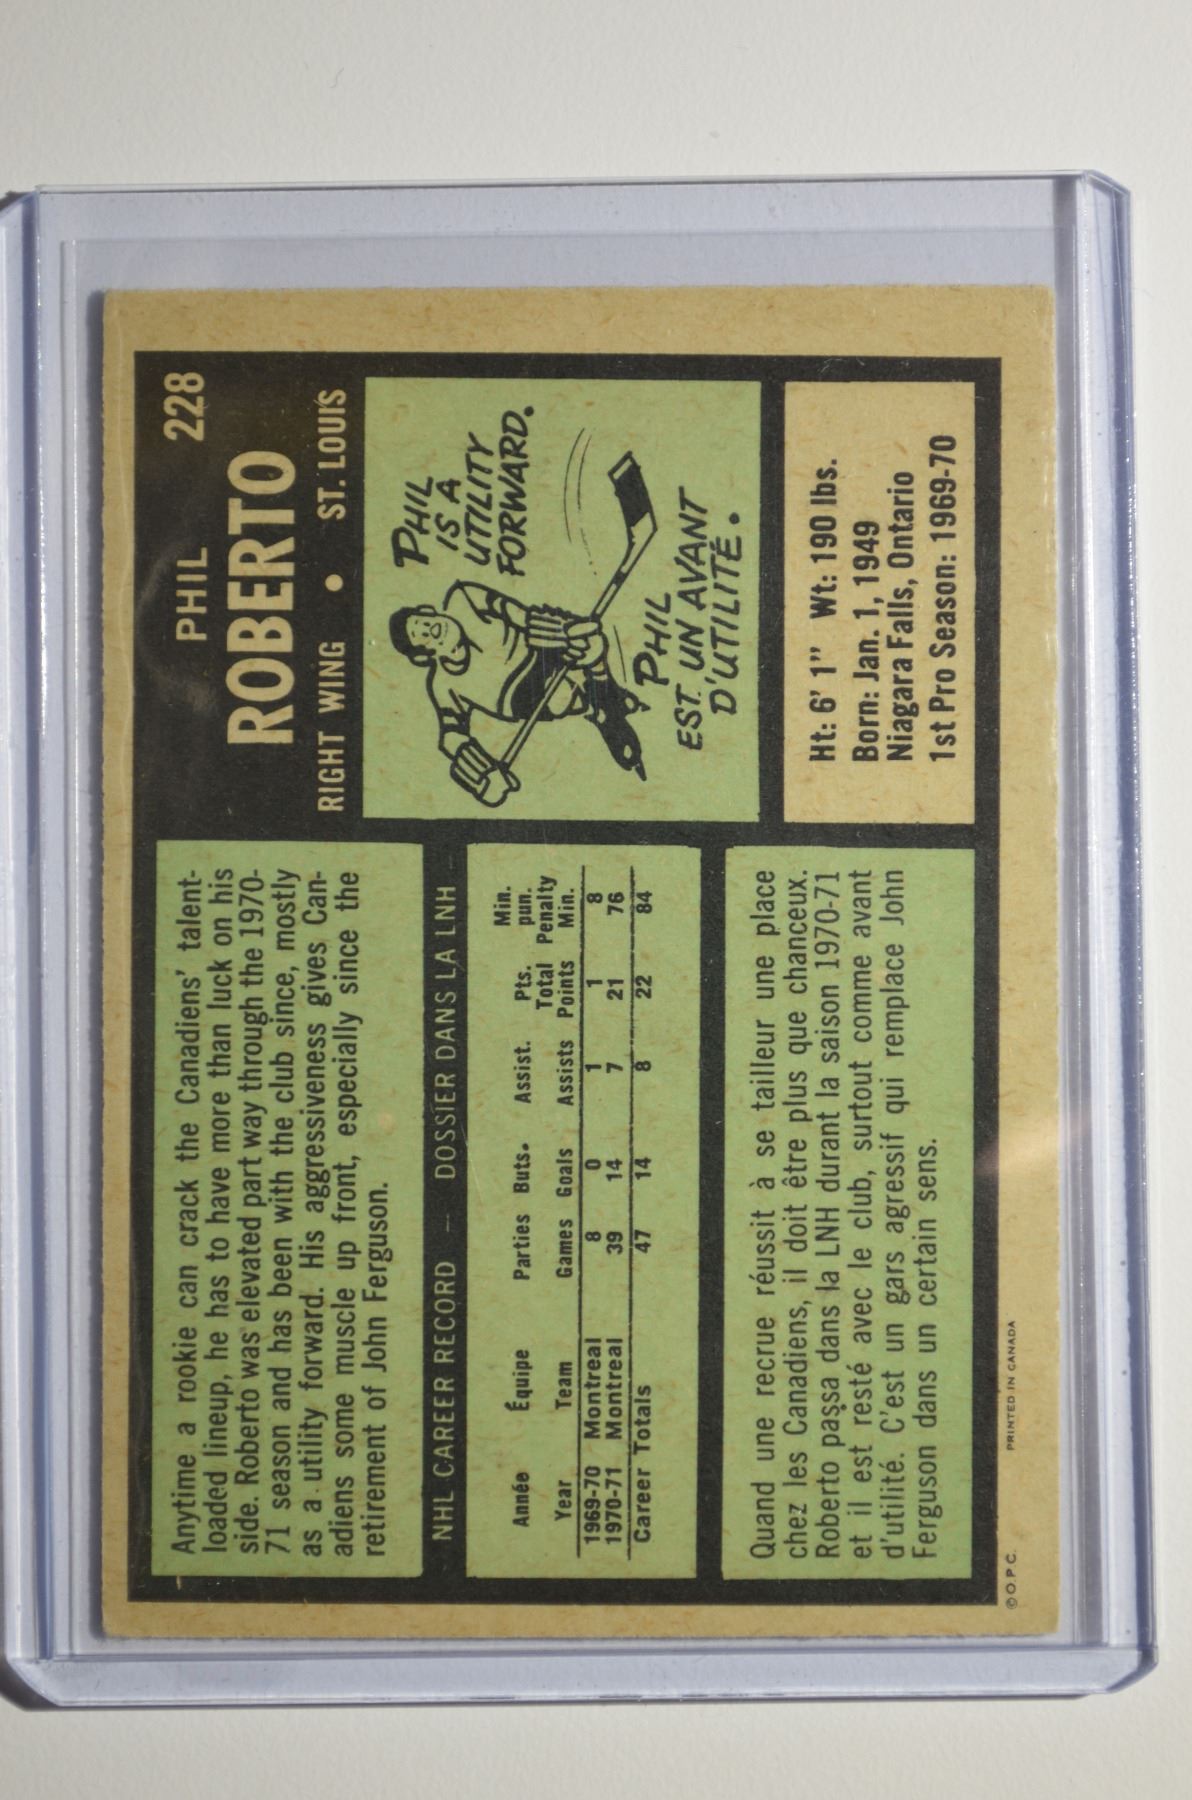 Anytime a rookie can crack the Canadiens' talent-
loaded lineup, he has to have more than luck on his
side. Roberto was elevated part way through the 1970-
71 season and has been with the club since, mostly
as a utility forward. His aggressiveness gives Can-
adiens some muscle up front, especially since the
retirement of John Ferguson.
PHIL 228
ROBERTO
RIGHT WING • ST. LOUIS
NHL CAREER RECORD — DOSSIER DANS LA LNH
Année Équipe Parties Buts. Assist. Pts. Total Min. pun. Penalty
Year Team Games Goals Assists Points Min.
1969-70 Montreal 8 0 1 1 8
1970-71 Montreal 39 14 7 21 76
Career Totals 47 14 8 22 84
PHIL
IS A
UTILITY
FORWARD.
PHIL
EST UN AVANT
D'UTILITÉ.
Quand une recrue réussit à se tailleur une place
chez les Canadiens, il doit être plus que chanceux.
Roberto passa dans la LNH durant la saison 1970-71
et il est resté avec le club, surtout comme avant
d'utilité. C'est un gars agressif qui remplace John
Ferguson dans un certain sens.
Ht: 6' 1" Wt: 190 lbs.
Born: Jan. 1, 1949
Niagara Falls, Ontario
1st Pro Season: 1969-70
© O.P.C. PRINTED IN CANADA